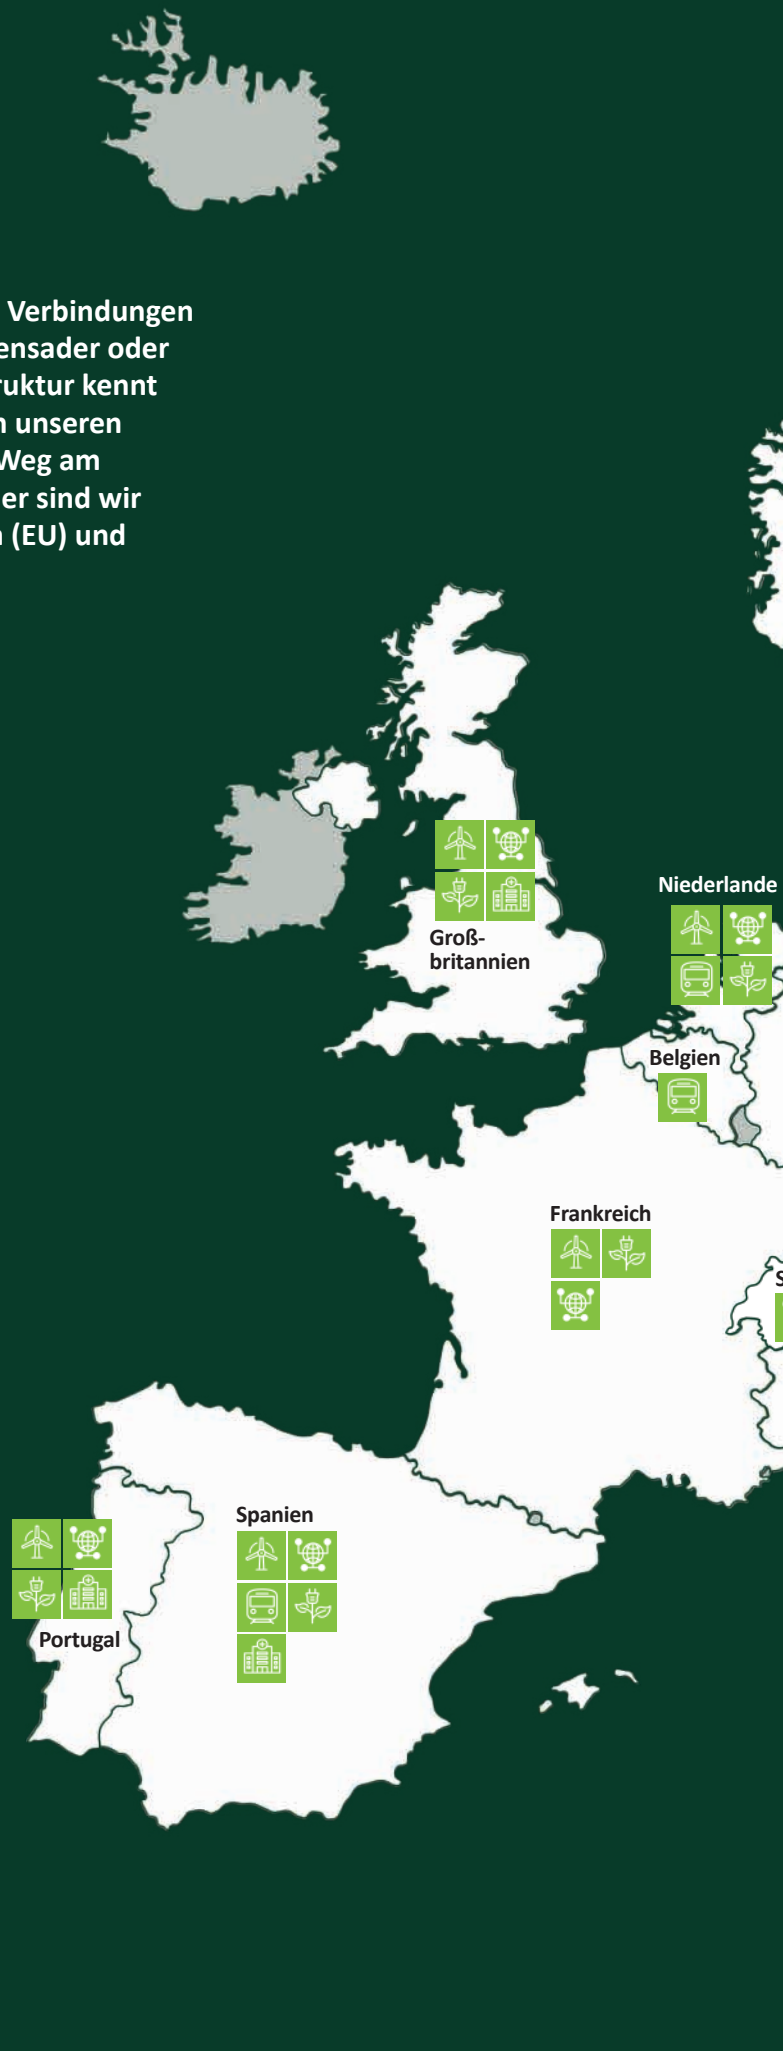 Verbindungen
ensader oder
ruktur kennt
n unseren
Weg am
er sind wir
n (EU) und
Groß-
britannien
Niederlande
Belgien
Frankreich
S
Spanien
Portugal